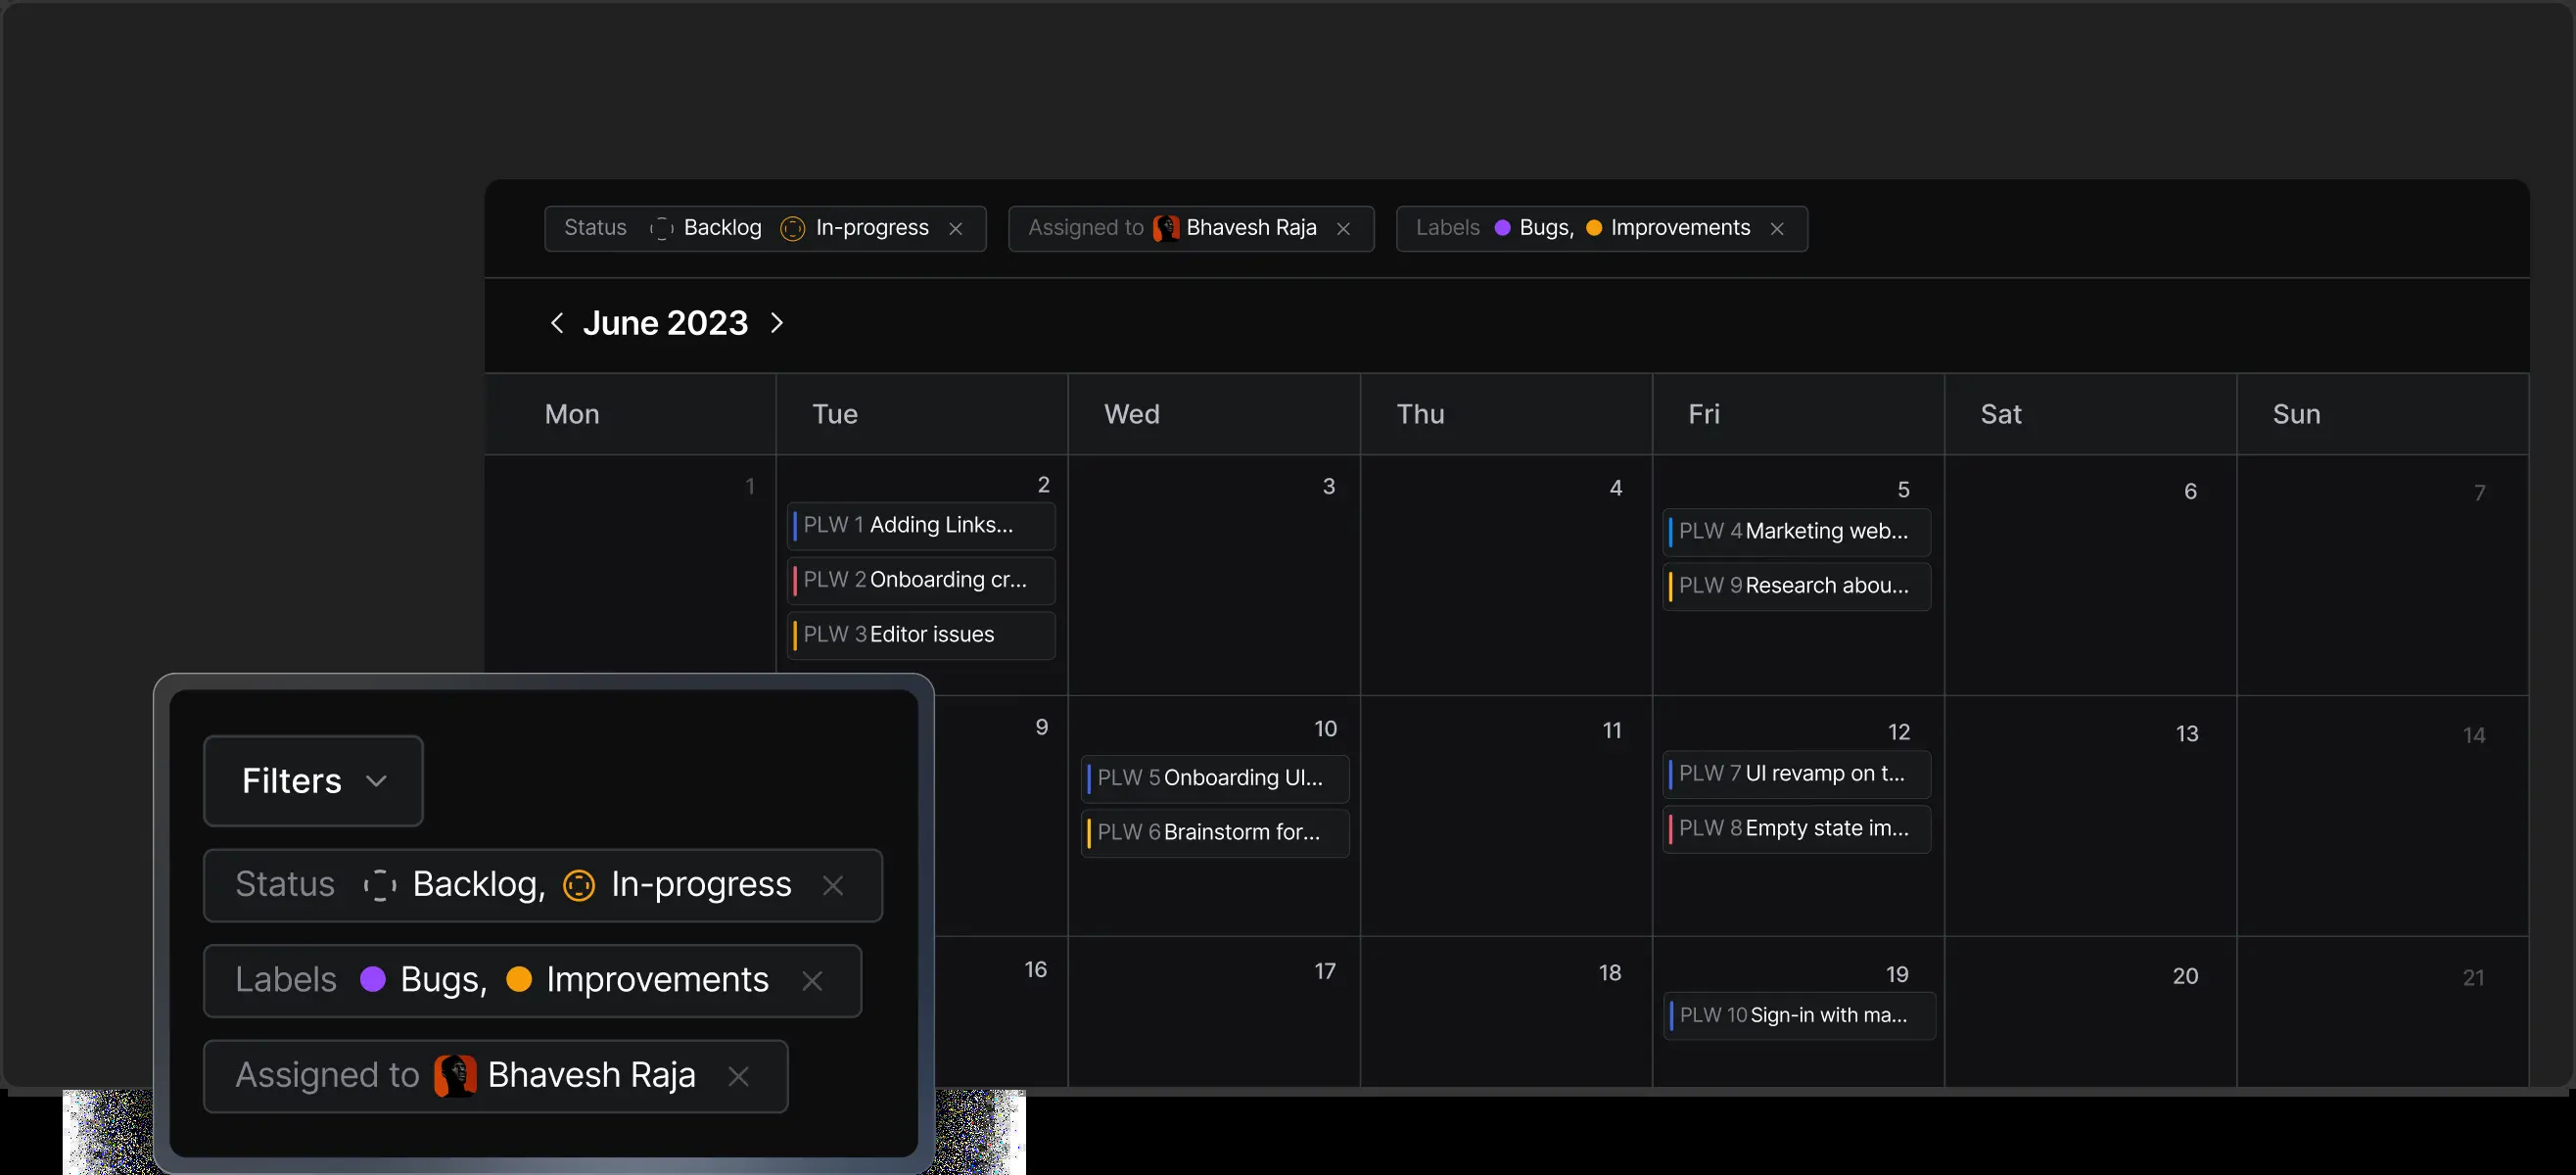 Status Backlog In-progress Assigned to Bhavesh Raja Labels Bugs, Improvements
June 2023
Mon Tue Wed Thu Fri Sat Sun
1 2 3 4 5 6 7
PLW 1 Adding Links...
PLW 2 Onboarding cr...
PLW 3 Editor issues
PLW 4 Marketing web...
PLW 9 Research abou...
9 10 11 12 13 14
PLW 5 Onboarding UI...
PLW 6 Brainstorm for...
PLW 7 UI revamp on t...
PLW 8 Empty state im...
16 17 18 19 20 21
PLW 10 Sign-in with ma...
Filters
Status Backlog, In-progress
Labels Bugs, Improvements
Assigned to Bhavesh Raja